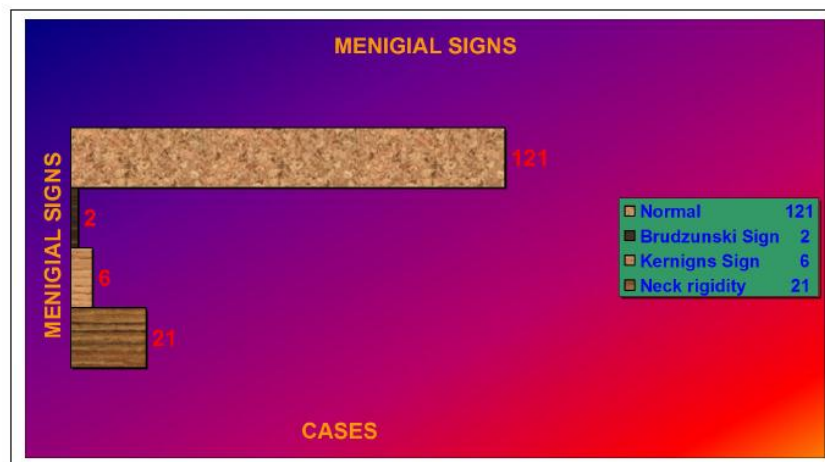 MENIGIAL SIGNS
MENIGIAL SIGNS
121
2
6
21
Normal 121
Brudzunski Sign 2
Kernigns Sign 6
Neck rigidity 21
CASES